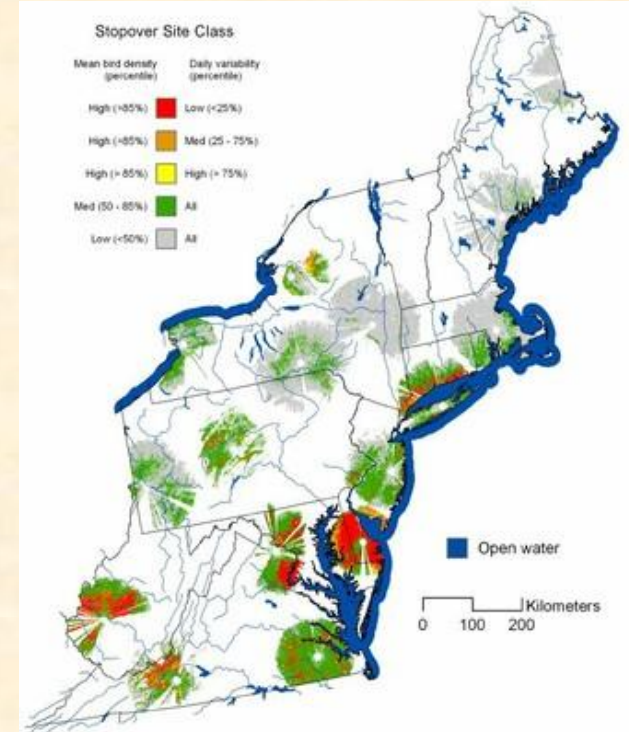 Stopover Site Class
Mean bird density (percentile) Daily variability (percentile)
High (>85%) Low (<25%)
High (>85%) Med (25 - 75%)
High (> 85%) High (> 75%)
Med (50 - 85%) All
Low (<50%) All
Open water
Kilometers
0 100 200